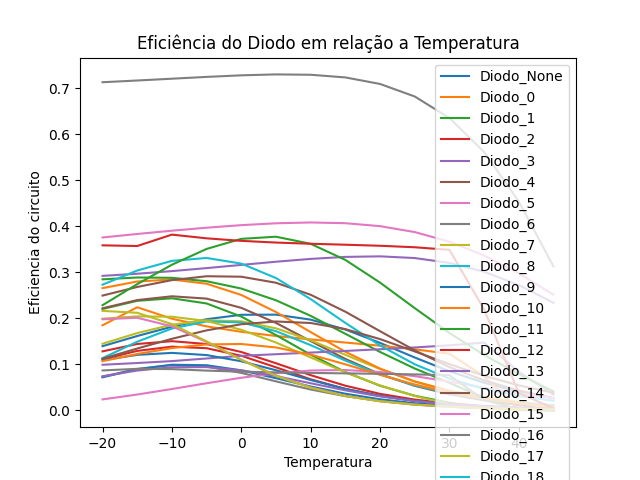 Eficiência do Diodo em relação a Temperatura
Eficiencia do circuito
0.7
0.6
0.5
0.4
0.3
0.2
0.1
0.0
−20
−10
0
10
20
30
40
Temperatura
Diodo_None
Diodo_0
Diodo_1
Diodo_2
Diodo_3
Diodo_4
Diodo_5
Diodo_6
Diodo_7
Diodo_8
Diodo_9
Diodo_10
Diodo_11
Diodo_12
Diodo_13
Diodo_14
Diodo_15
Diodo_16
Diodo_17
Diodo_18